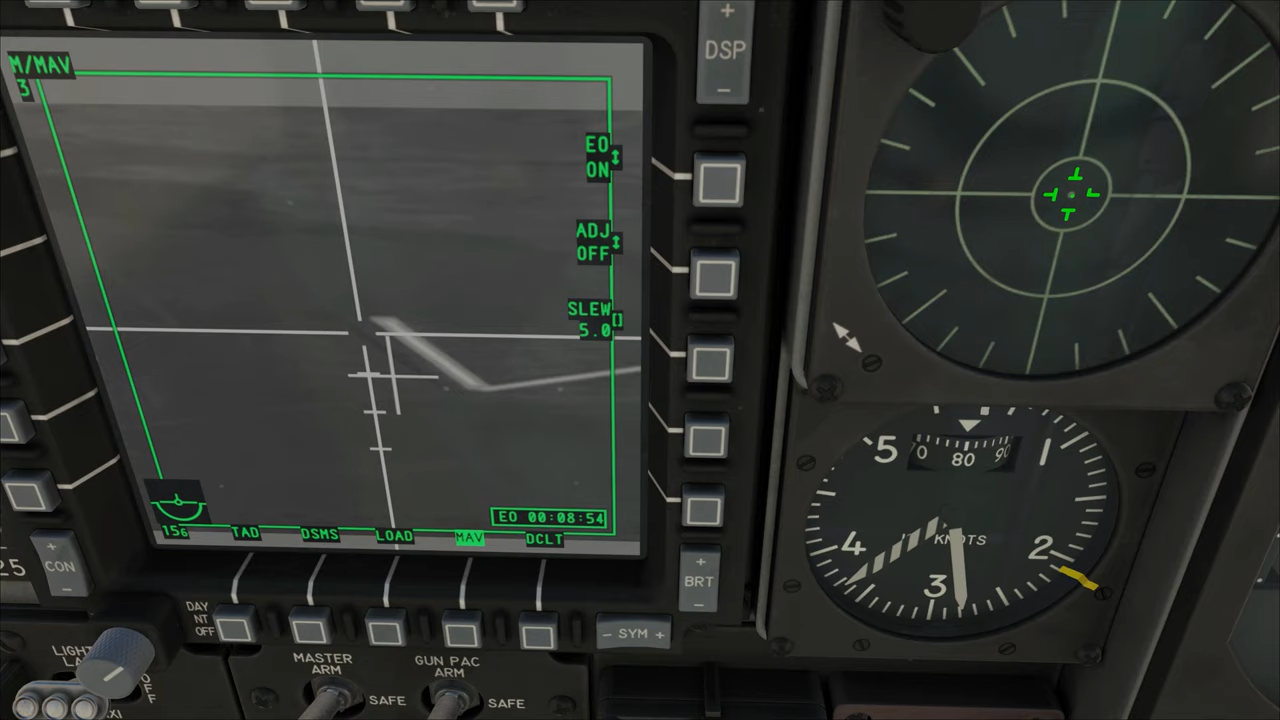 DSP
M/MAV
3
EO
ON
ADJ
OFF
SLEW
5.0
EO 00:08:54
156
TAD
DSMS
LOAD
MAV
DCLT
25
CON
BRT
DAY
NT
OFF
- SYM +
MASTER
ARM
SAFE
GUN PAC
ARM
SAFE
5
70
80
90
1
4
KNOTS
2
3